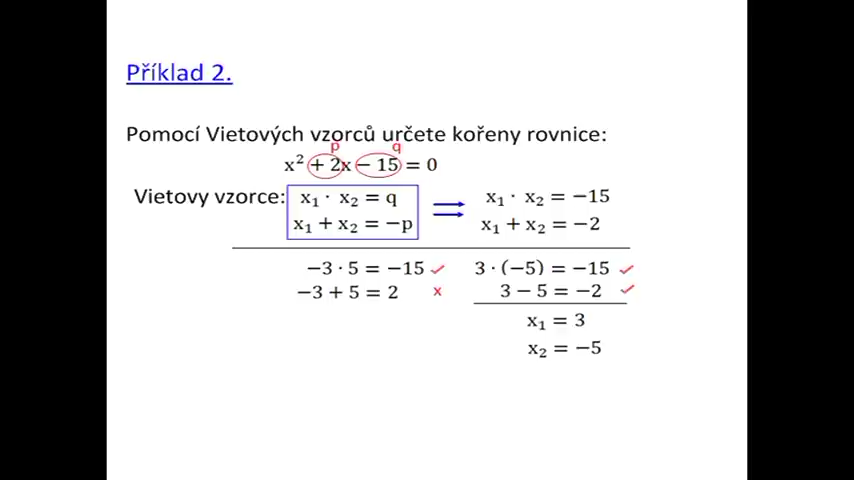 Příklad 2.
Pomocí Vietových vzorců určete kořeny rovnice:
p q
x² + 2x − 15 = 0
Vietovy vzorce: x₁ · x₂ = q x₁ · x₂ = −15
x₁ + x₂ = −p x₁ + x₂ = −2
−3 · 5 = −15 ✓ 3 · (−5) = −15 ✓
−3 + 5 = 2 x 3 − 5 = −2 ✓
x₁ = 3
x₂ = −5